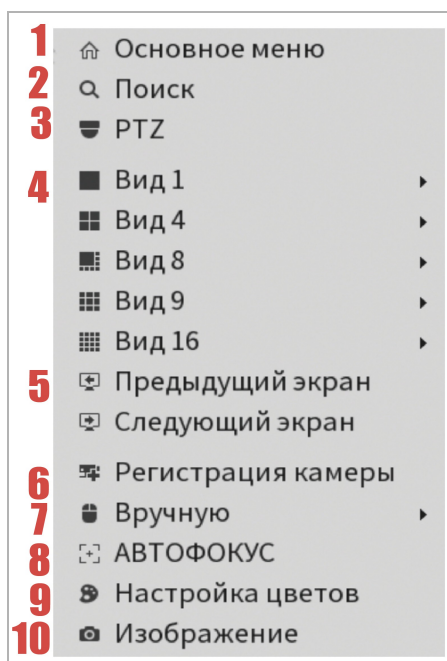 1 Основное меню
2 Поиск
3 PTZ
4 Вид 1
Вид 4
Вид 8
Вид 9
Вид 16
5 Предыдущий экран
Следующий экран
6 Регистрация камеры
7 Вручную
8 АВТОФОКУС
9 Настройка цветов
10 Изображение